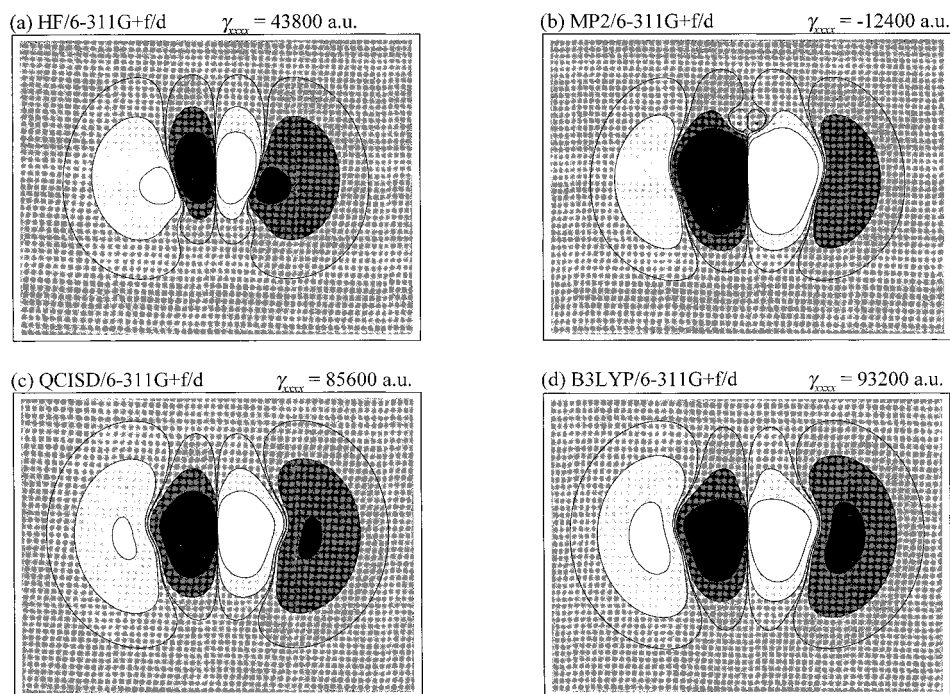 (a) HF/6-311G+f/d γxxxx = 43800 a.u.
(b) MP2/6-311G+f/d γxxxx = -12400 a.u.
(c) QCISD/6-311G+f/d γxxxx = 85600 a.u.
(d) B3LYP/6-311G+f/d γxxxx = 93200 a.u.